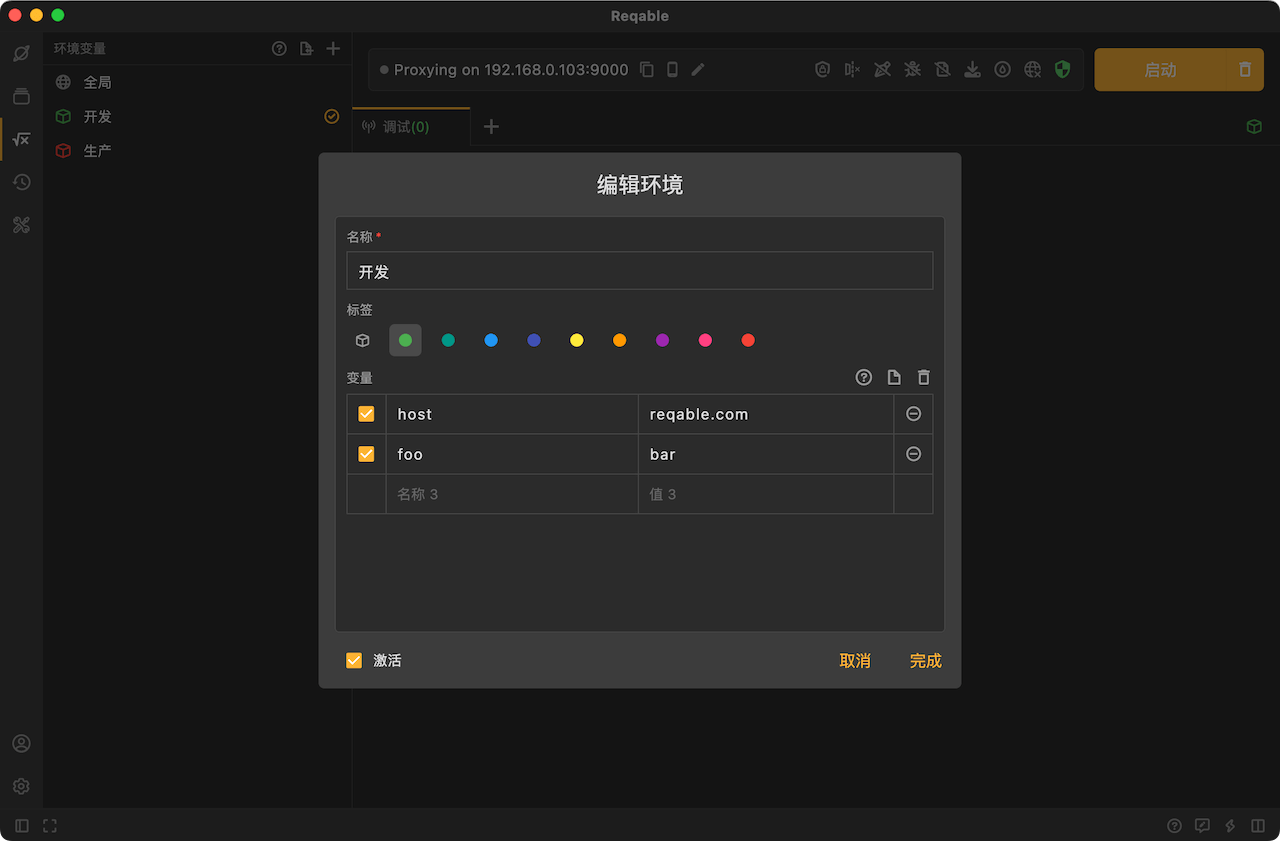 Reqable
环境变量
全局
开发
生产
Proxying on 192.168.0.103:9000
启动
调试(0)
编辑环境
名称 *
开发
标签
变量
host reqable.com
foo bar
名称 3 值 3
激活 取消 完成